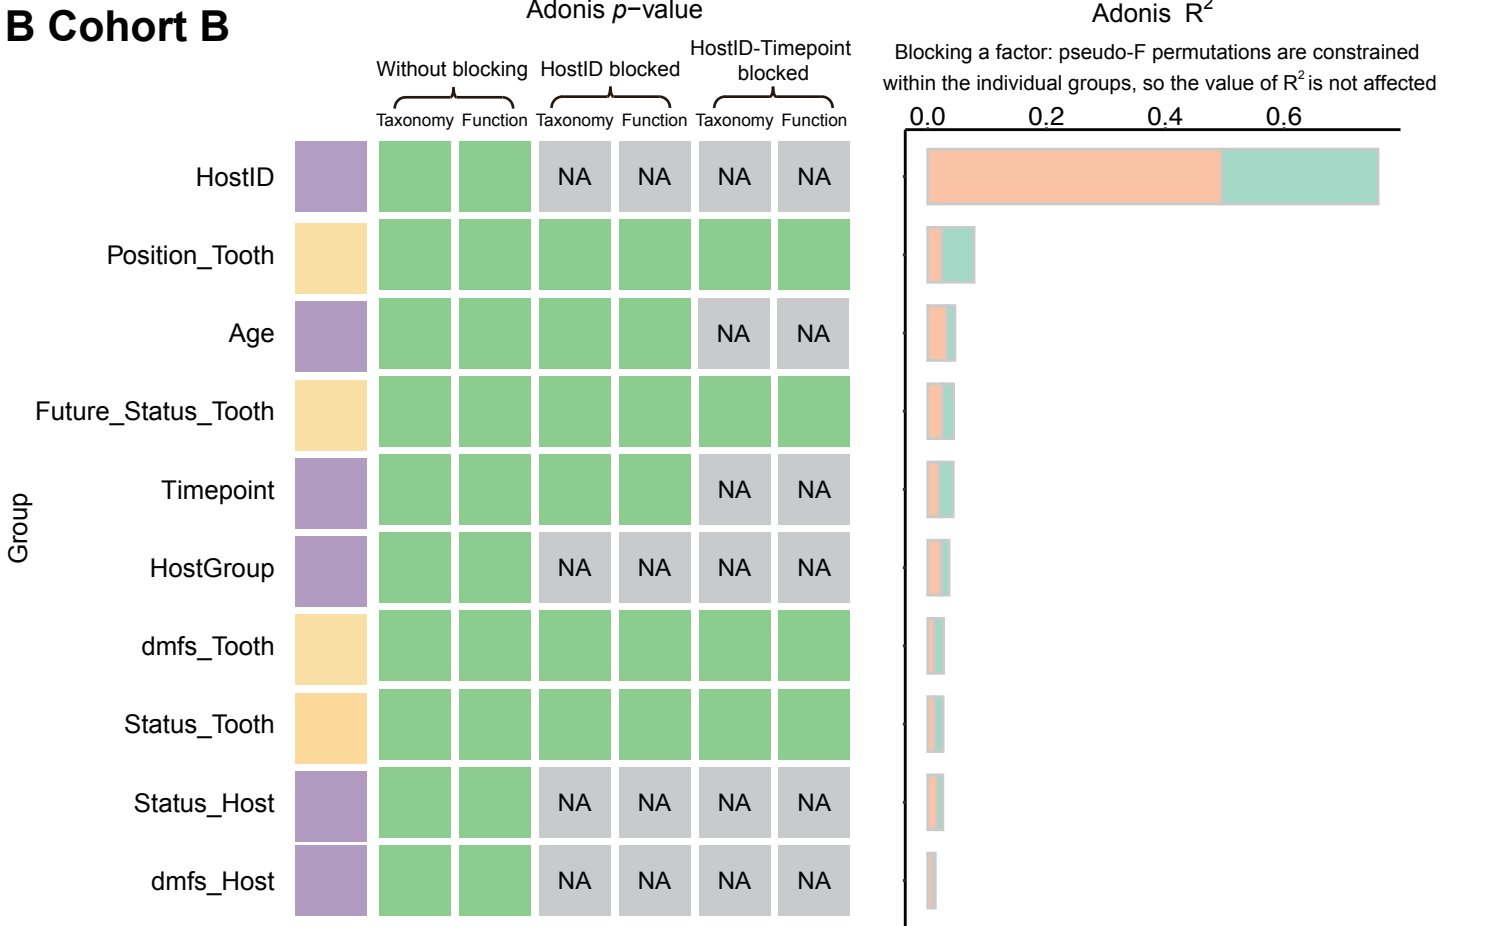 B Cohort B
Adonis p−value
Adonis R²
Without blocking
HostID blocked
HostID-Timepoint
blocked
Blocking a factor: pseudo-F permutations are constrained
within the individual groups, so the value of R² is not affected
Taxonomy Function Taxonomy Function Taxonomy Function
0.0 0.2 0.4 0.6
HostID NA NA NA NA
Position_Tooth
Age NA NA
Future_Status_Tooth
Timepoint NA NA
Group
HostGroup NA NA NA NA
dmfs_Tooth
Status_Tooth
Status_Host NA NA NA NA
dmfs_Host NA NA NA NA